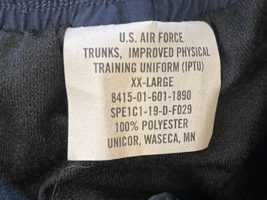 U.S. AIR FORCE
TRUNKS, IMPROVED PHYSICAL
TRAINING UNIFORM (IPTU)
XX-LARGE
8415-01-601-1890
SPE1C1-19-D-F029
100% POLYESTER
UNICOR, WASECA, MN